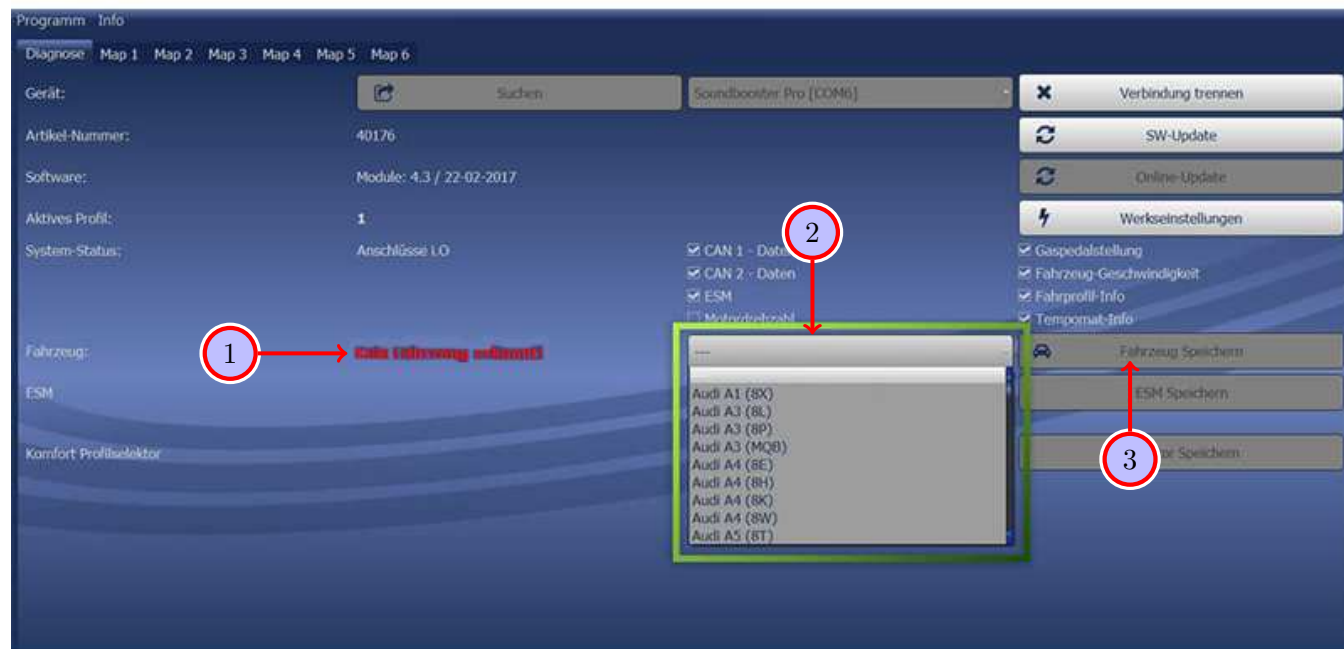 Programm Info
Diagnose Map 1 Map 2 Map 3 Map 4 Map 5 Map 6
Gerät: Suchen Soundbooster Pro [COM6] Verbindung trennen
Artikel-Nummer: 40176 SW-Update
Software: Module: 4.3 / 22-02-2017 Online-Update
Aktives Profil: 1 Werkseinstellungen
2
System-Status: Anschlüsse I.O CAN 1 - Daten Gaspedalstellung
CAN 2 - Daten Fahrzeug-Geschwindigkeit
ESM Fahrprofil-Info
Motordrehzahl Tempomat-Info
Fahrzeug: 1 --- Fahrzeug Speichern
ESM ESM Speichern
Audi A1 (8X)
Audi A3 (8L)
Audi A3 (8P)
Komfort Profilselektor Audi A3 (MQB) 3 Speichern
Audi A4 (8E)
Audi A4 (8H)
Audi A4 (8K)
Audi A4 (8W)
Audi A5 (8T)